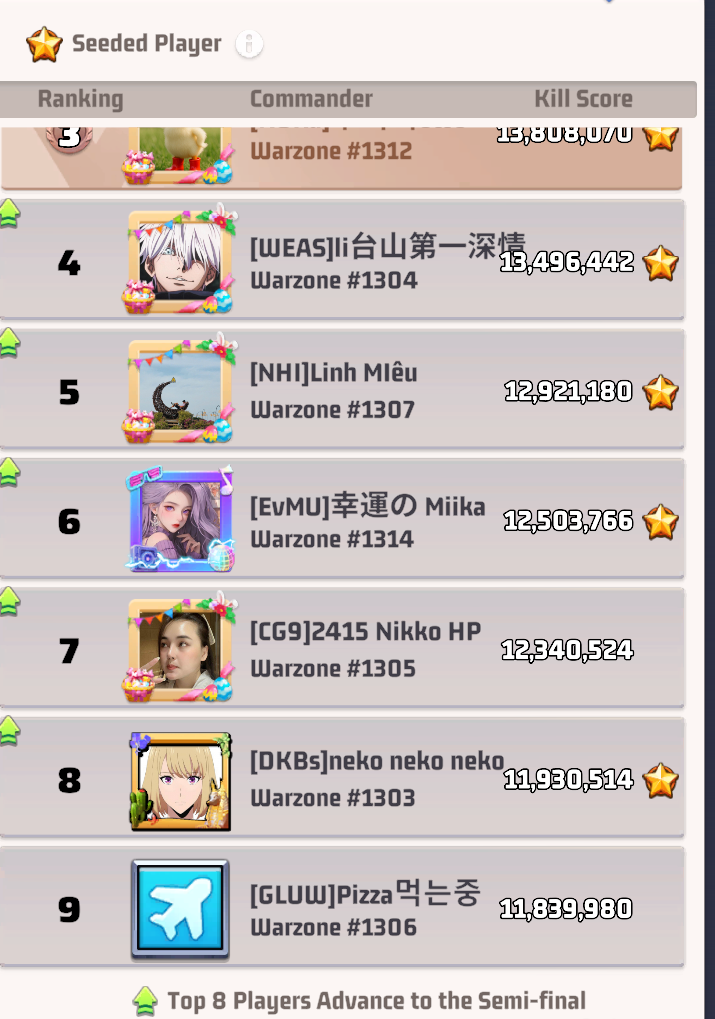 Seeded Player
Ranking Commander Kill Score
3
13,808,070
Warzone #1312
4
[WEAS]li台山第一深情
13,496,442
Warzone #1304
5
[NHI]Linh MIêu
12,921,180
Warzone #1307
6
[EvMU]幸運の Miika
12,503,766
Warzone #1314
7
[CG9]2415 Nikko HP
12,340,524
Warzone #1305
8
[DKBs]neko neko neko
11,930,514
Warzone #1303
9
[GLUW]Pizza먹는중
11,839,980
Warzone #1306
Top 8 Players Advance to the Semi-final